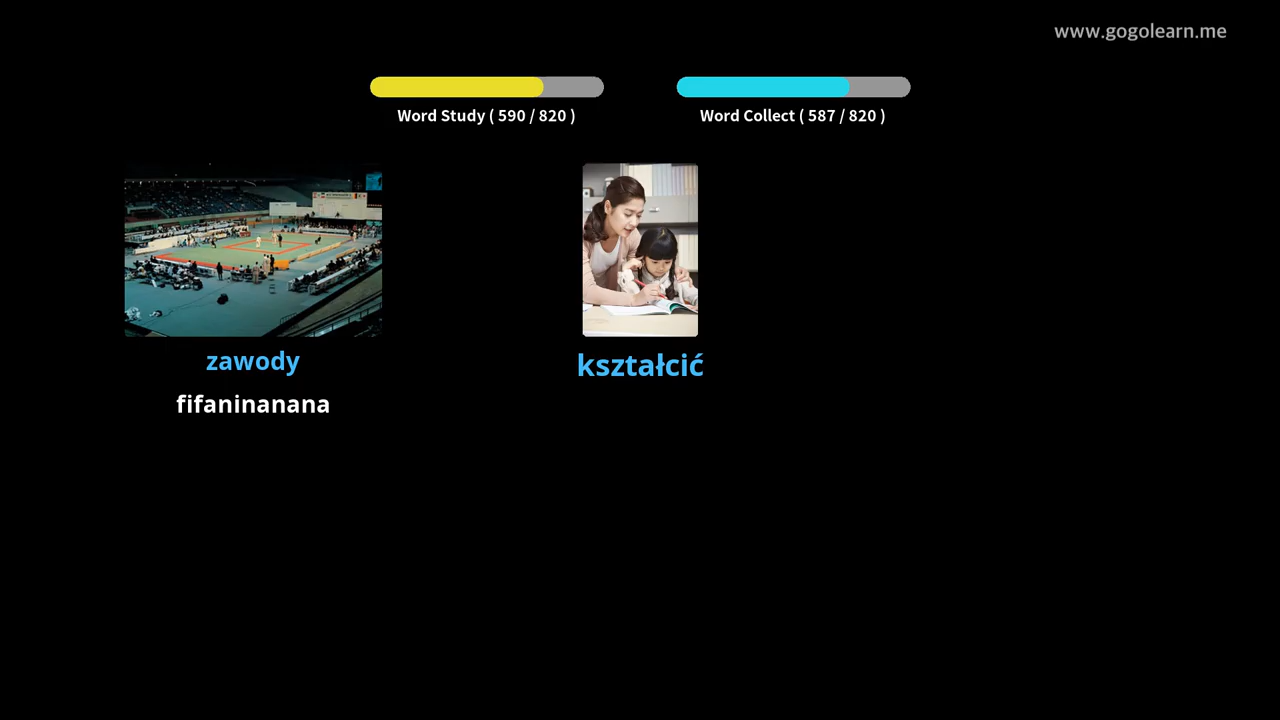 www.gogolearn.me
Word Study ( 590 / 820 )
Word Collect ( 587 / 820 )
zawody
fifaninanana
kształcić